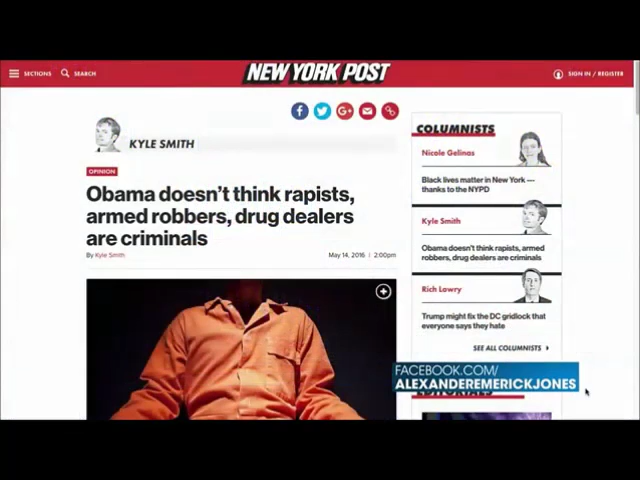 SECTIONS
SEARCH
NEW YORK POST
SIGN IN / REGISTER
KYLE SMITH
OPINION
Obama doesn't think rapists,
armed robbers, drug dealers
are criminals
By Kyle Smith
May 14, 2016 | 2:00pm
COLUMNISTS
Nicole Gelinas
Black lives matter in New York —
thanks to the NYPD
Kyle Smith
Obama doesn't think rapists, armed
robbers, drug dealers are criminals
Rich Lowry
Trump might fix the DC gridlock that
everyone says they hate
SEE ALL COLUMNISTS
FACEBOOK.COM/
ALEXANDEREMERICKJONES
EDITORIALS